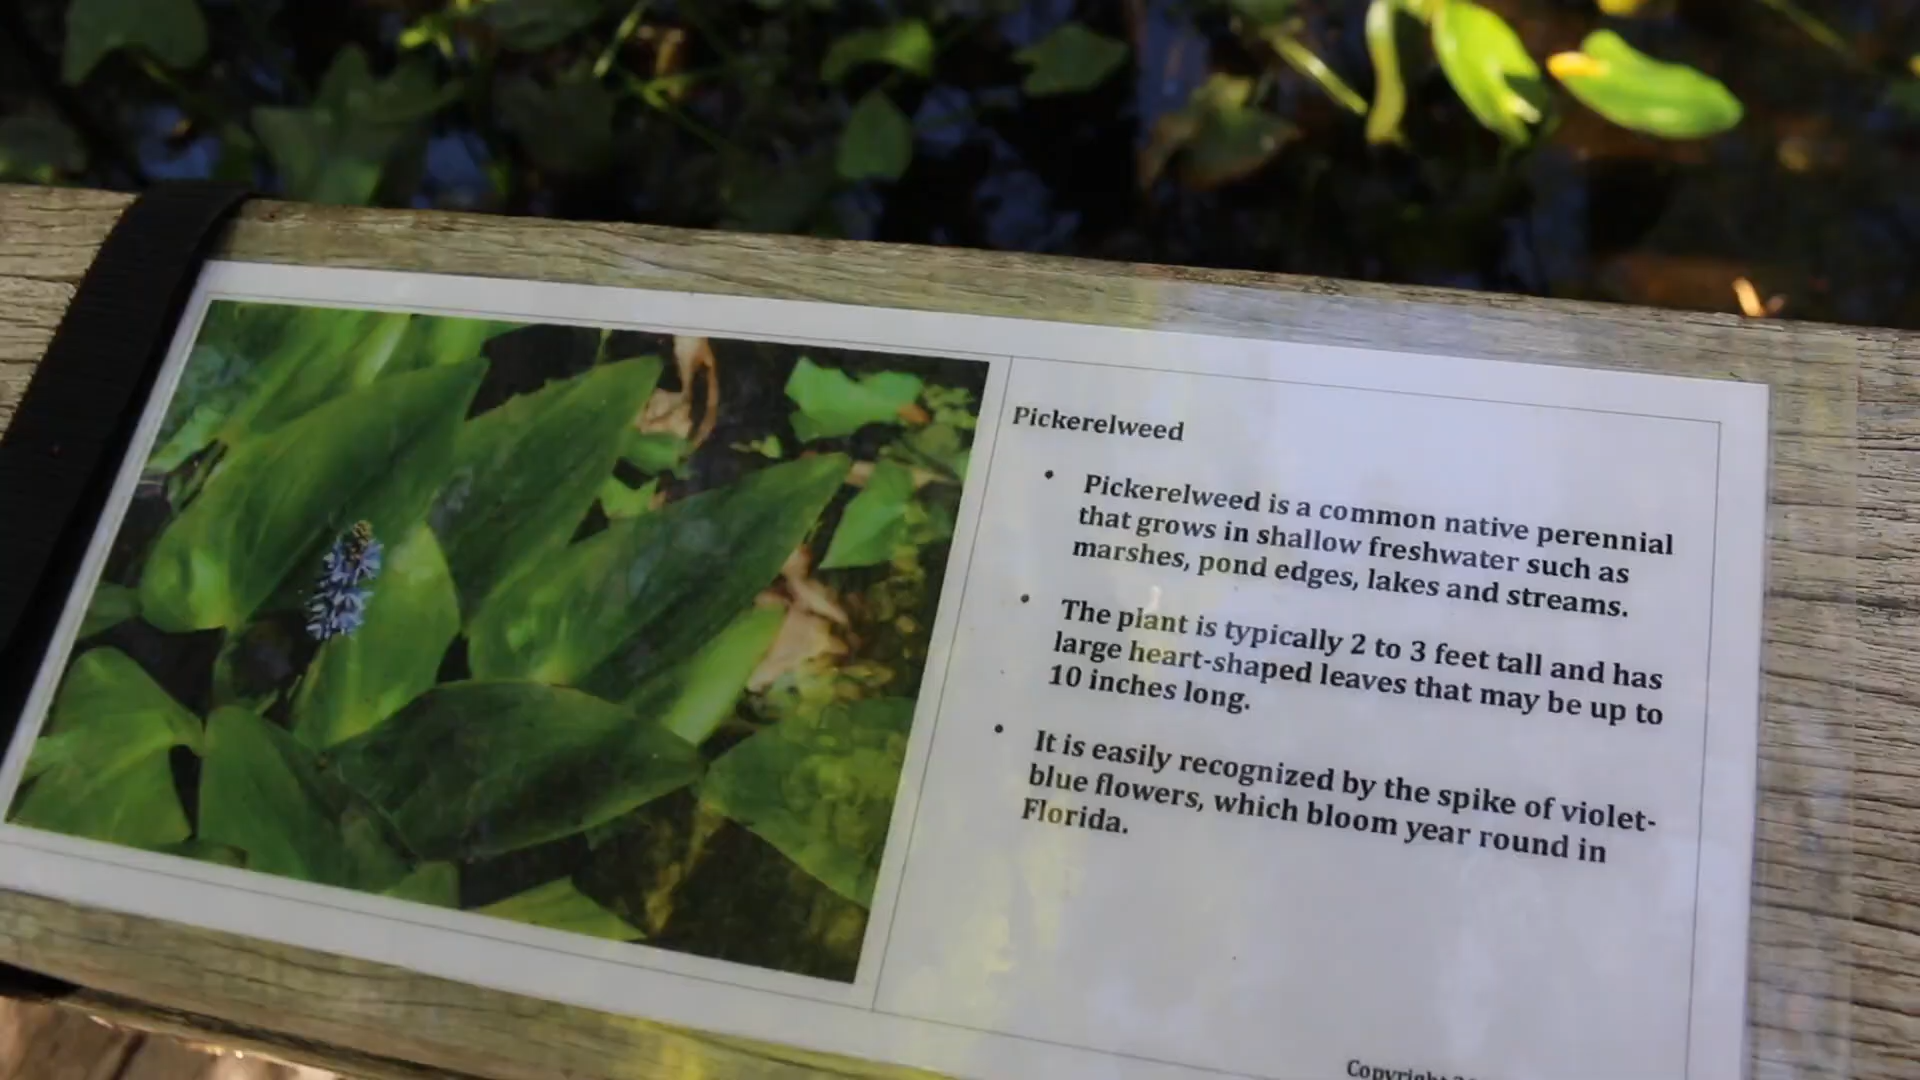 Pickerelweed
• Pickerelweed is a common native perennial
that grows in shallow freshwater such as
marshes, pond edges, lakes and streams.
• The plant is typically 2 to 3 feet tall and has
large heart-shaped leaves that may be up to
10 inches long.
• It is easily recognized by the spike of violet-
blue flowers, which bloom year round in
Florida.
Copyright